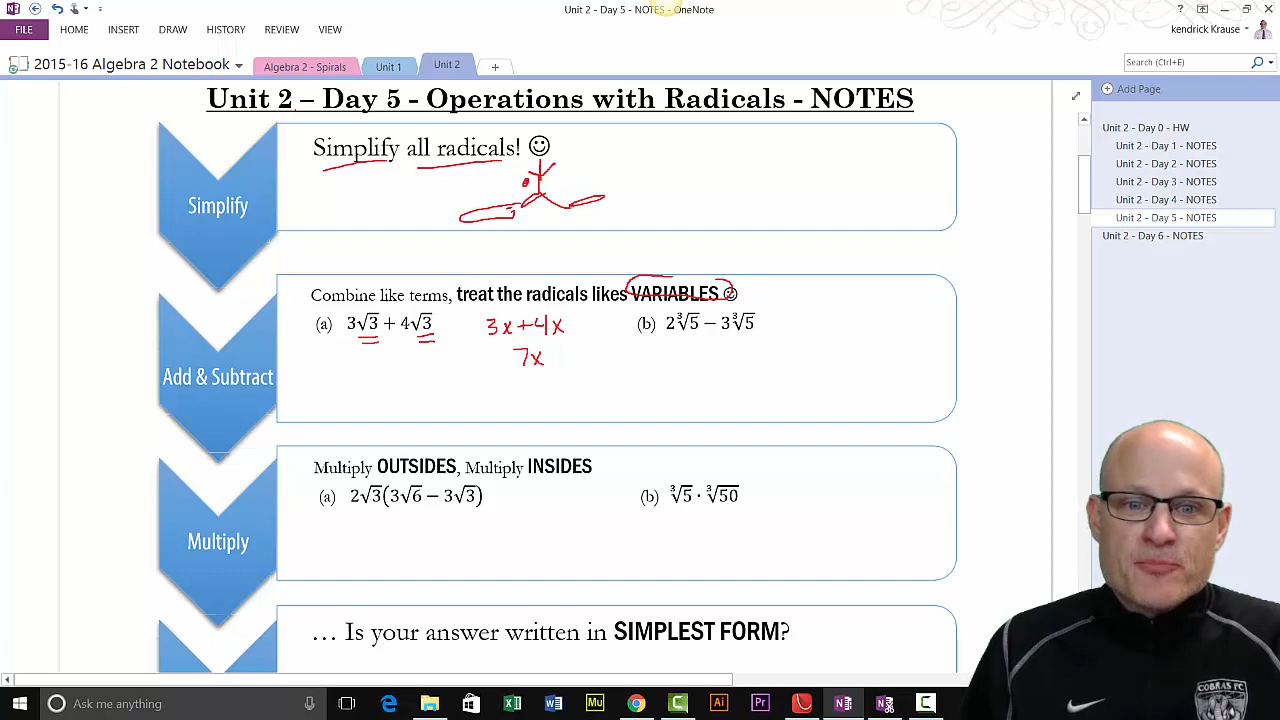 Unit 2 - Day 5 - NOTES - OneNote
?
FILE HOME INSERT DRAW HISTORY REVIEW VIEW
kendrick Krause
2015-16 Algebra 2 Notebook
Algebra 2 - Spirals
Unit 1
Unit 2
+
Search (Ctrl+E)
Add Page
Unit 2 - Day 0 - HW
Unit 2 - Day 1 - NOTES
Unit 2 - Day 2 - NOTES
Unit 2 - Day 3 - NOTES
Unit 2 - Day 4 - NOTES
Unit 2 - Day 5 - NOTES
Unit 2 - Day 6 - NOTES
Unit 2 – Day 5 - Operations with Radicals - NOTES
Simplify
Simplify all radicals! ☺
Add & Subtract
Combine like terms, treat the radicals likes VARIABLES ☺
(a) 3√3 + 4√3 3x+4x (b) 2∛5 − 3∛5
7x
Multiply
Multiply OUTSIDES, Multiply INSIDES
(a) 2√3(3√6 − 3√3) (b) ∛5 · ∛50
… Is your answer written in SIMPLEST FORM?
COBRAS FC
Ask me anything